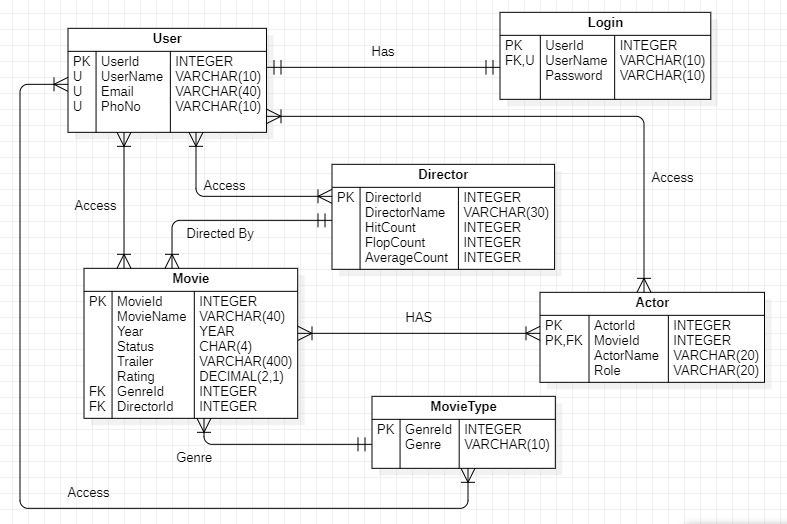 User
PK UserId INTEGER
U UserName VARCHAR(10)
U Email VARCHAR(40)
U PhoNo VARCHAR(10)
Has
Login
PK UserId INTEGER
FK,U UserName VARCHAR(10)
Password VARCHAR(10)
Access
Access
Access
Director
PK DirectorId INTEGER
DirectorName VARCHAR(30)
HitCount INTEGER
FlopCount INTEGER
AverageCount INTEGER
Directed By
Movie
PK MovieId INTEGER
MovieName VARCHAR(40)
Year YEAR
Status CHAR(4)
Trailer VARCHAR(400)
Rating DECIMAL(2,1)
FK GenreId INTEGER
FK DirectorId INTEGER
HAS
Actor
PK ActorId INTEGER
PK,FK MovieId INTEGER
ActorName VARCHAR(20)
Role VARCHAR(20)
MovieType
PK GenreId INTEGER
Genre VARCHAR(10)
Genre
Access